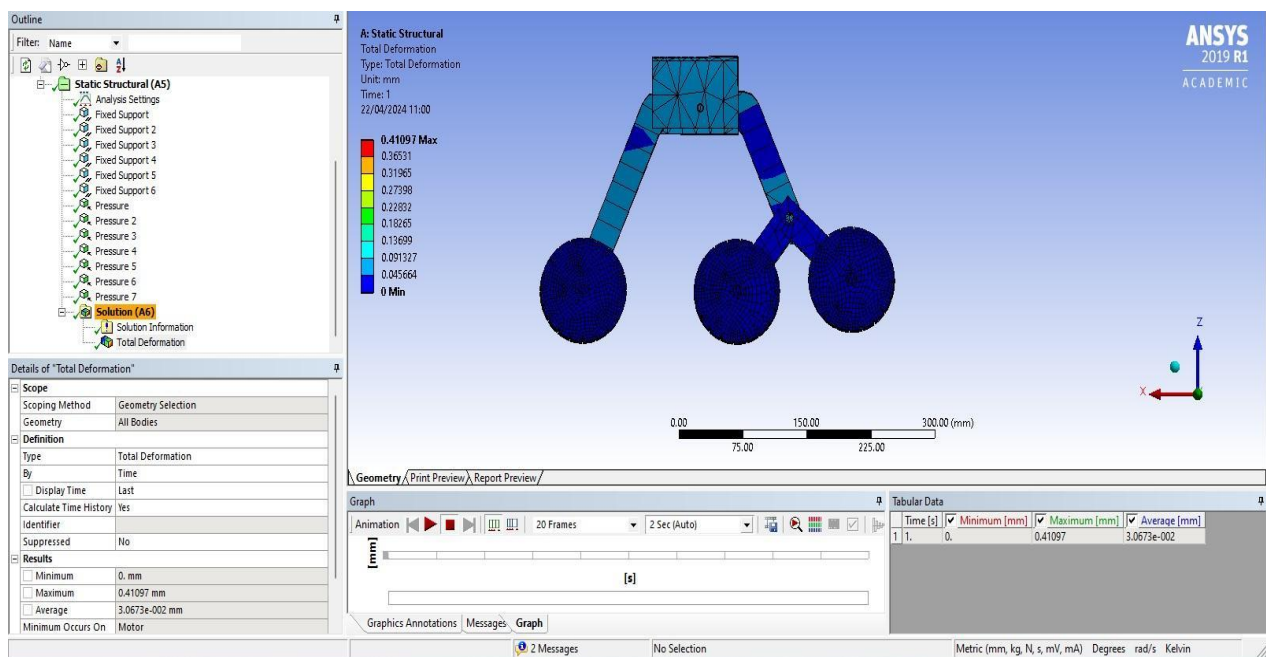 Outline
Filter: Name
Static Structural (A5)
Analysis Settings
Fixed Support
Fixed Support 2
Fixed Support 3
Fixed Support 4
Fixed Support 5
Fixed Support 6
Pressure
Pressure 2
Pressure 3
Pressure 4
Pressure 5
Pressure 6
Pressure 7
Solution (A6)
Solution Information
Total Deformation
Details of "Total Deformation"
Scope
Scoping Method Geometry Selection
Geometry All Bodies
Definition
Type Total Deformation
By Time
Display Time Last
Calculate Time History Yes
Identifier
Suppressed No
Results
Minimum 0. mm
Maximum 0.41097 mm
Average 3.0673e-002 mm
Minimum Occurs On Motor
A: Static Structural
Total Deformation
Type: Total Deformation
Unit: mm
Time: 1
22/04/2024 11:00
0.41097 Max
0.36531
0.31965
0.27398
0.22832
0.18265
0.13699
0.091327
0.045664
0 Min
ANSYS
2019 R1
ACADEMIC
Z
X
0.00 150.00 300.00 (mm)
75.00 225.00
Geometry Print Preview Report Preview
Graph
Animation 20 Frames 2 Sec (Auto)
[mm]
[s]
Graphics Annotations Messages Graph
Tabular Data
Time [s] Minimum [mm] Maximum [mm] Average [mm]
1 1. 0. 0.41097 3.0673e-002
2 Messages No Selection Metric (mm, kg, N, s, mV, mA) Degrees rad/s Kelvin